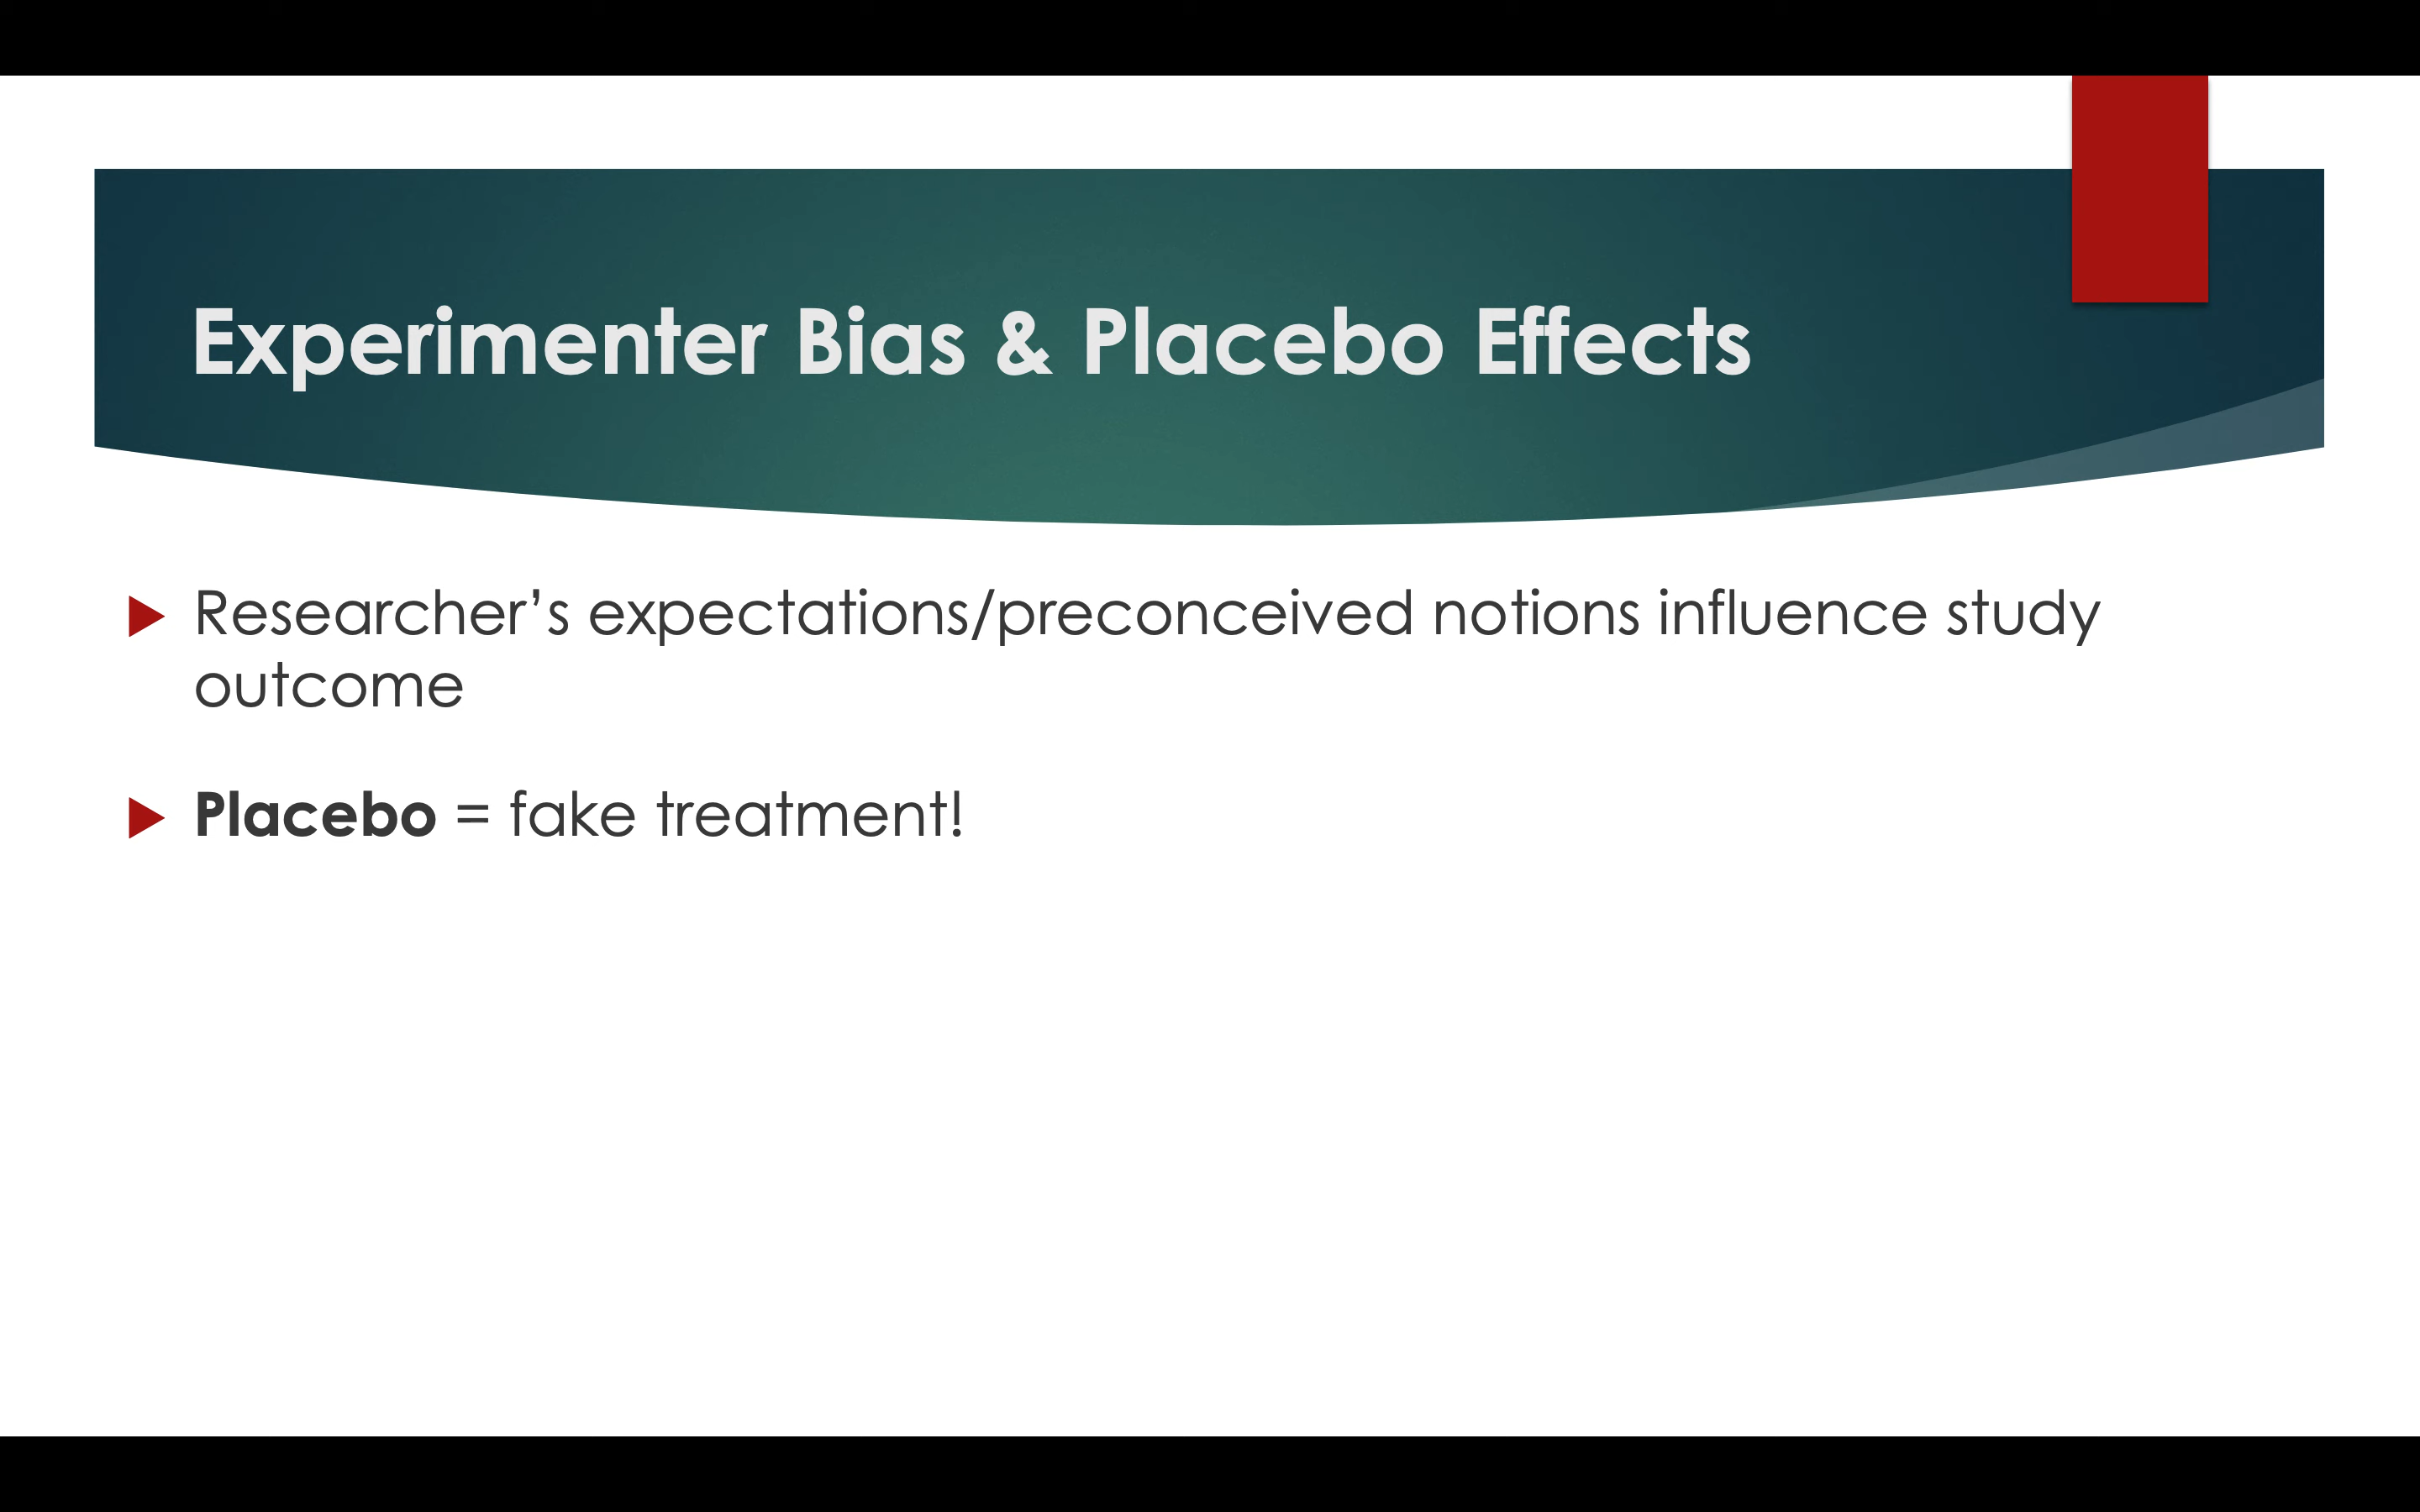 Experimenter Bias & Placebo Effects
Researcher’s expectations/preconceived notions influence study
outcome
Placebo = fake treatment!